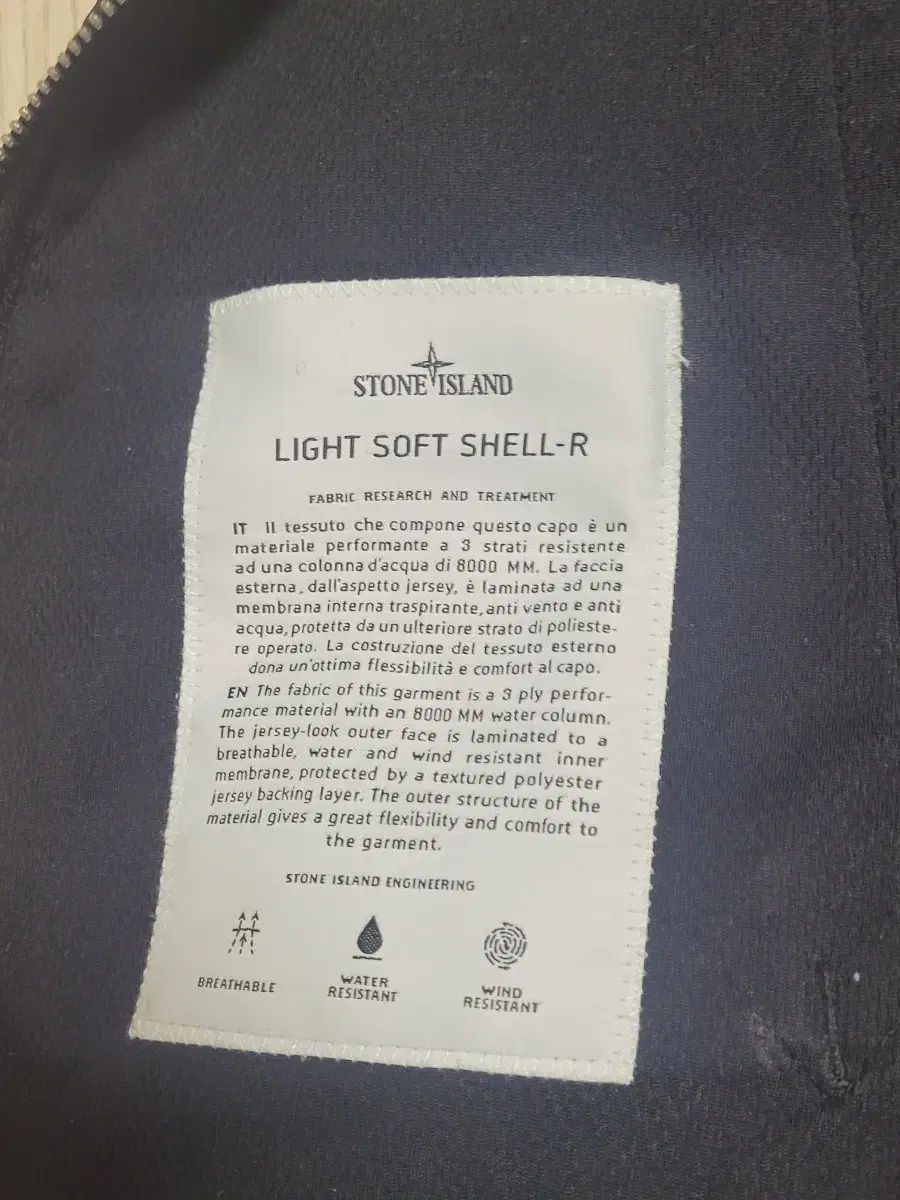 STONE ISLAND
LIGHT SOFT SHELL-R
FABRIC RESEARCH AND TREATMENT
IT Il tessuto che compone questo capo è un
materiale performante a 3 strati resistente
ad una colonna d'acqua di 8000 MM. La faccia
esterna, dall'aspetto jersey, è laminata ad una
membrana interna traspirante, anti vento e anti
acqua, protetta da un ulteriore strato di polieste-
re operato. La costruzione del tessuto esterno
dona un'ottima flessibilità e comfort al capo.
EN The fabric of this garment is a 3 ply perfor-
mance material with an 8000 MM water column.
The jersey-look outer face is laminated to a
breathable, water and wind resistant inner
membrane, protected by a textured polyester
jersey backing layer. The outer structure of the
material gives a great flexibility and comfort to
the garment.
STONE ISLAND ENGINEERING
BREATHABLE
WATER
RESISTANT
WIND
RESISTANT